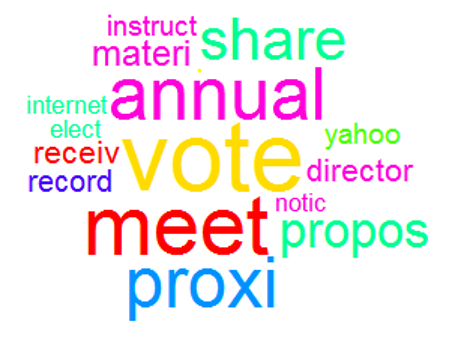 instruct
materi share
annual
internet
elect
vote yahoo
receiv
director
record
notic
meet propos
proxi